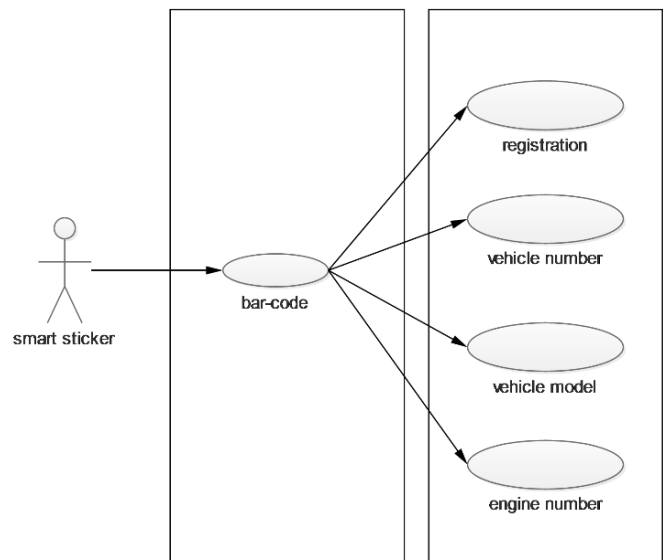 smart sticker
bar-code
registration
vehicle number
vehicle model
engine number